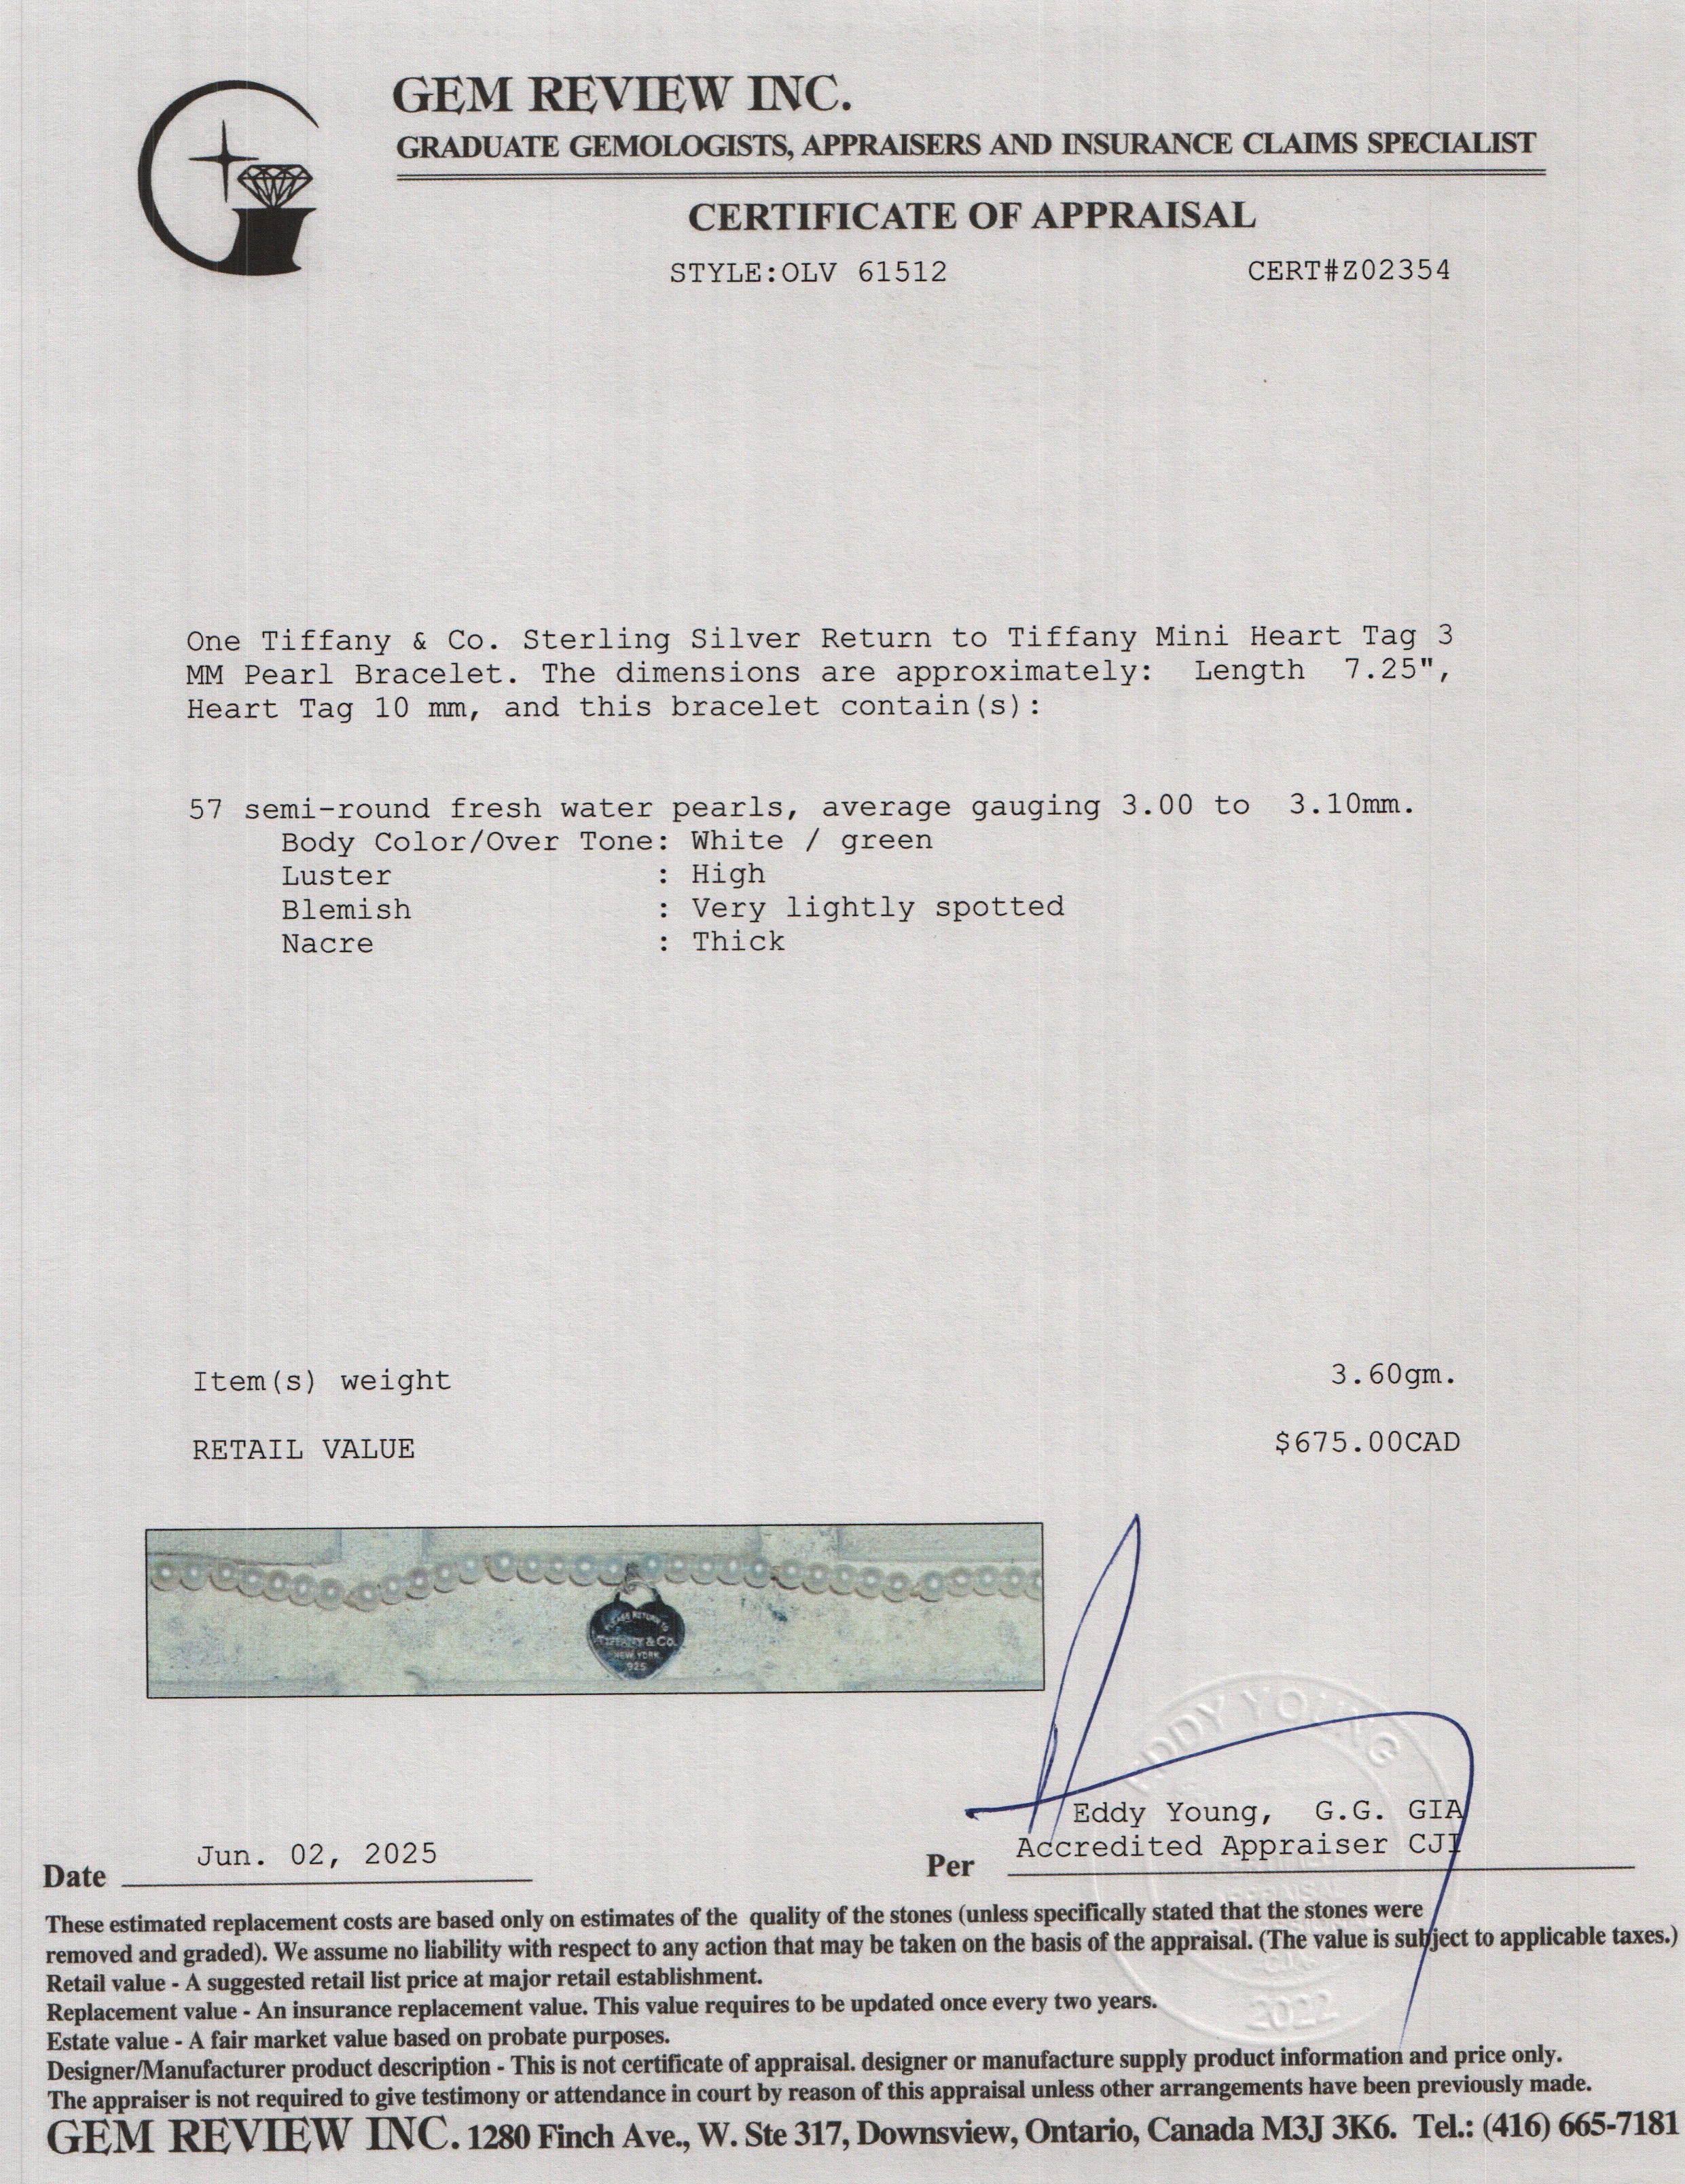 GEM REVIEW INC.
GRADUATE GEMOLOGISTS, APPRAISERS AND INSURANCE CLAIMS SPECIALIST
CERTIFICATE OF APPRAISAL
STYLE:OLV 61512 CERT#Z02354
One Tiffany & Co. Sterling Silver Return to Tiffany Mini Heart Tag 3
MM Pearl Bracelet. The dimensions are approximately: Length 7.25",
Heart Tag 10 mm, and this bracelet contain(s):
57 semi-round fresh water pearls, average gauging 3.00 to 3.10mm.
Body Color/Over Tone: White / green
Luster : High
Blemish : Very lightly spotted
Nacre : Thick
Item(s) weight 3.60gm.
RETAIL VALUE $675.00CAD
PLEASE RETURN TO
TIFFANY & CO.
NEW YORK
925
EDDY YOUNG
Eddy Young, G.G. GIA
Accredited Appraiser CJI
Date Jun. 02, 2025 Per
2022
These estimated replacement costs are based only on estimates of the quality of the stones (unless specifically stated that the stones were
removed and graded). We assume no liability with respect to any action that may be taken on the basis of the appraisal. (The value is subject to applicable taxes.)
Retail value - A suggested retail list price at major retail establishment.
Replacement value - An insurance replacement value. This value requires to be updated once every two years.
Estate value - A fair market value based on probate purposes.
Designer/Manufacturer product description - This is not certificate of appraisal. designer or manufacture supply product information and price only.
The appraiser is not required to give testimony or attendance in court by reason of this appraisal unless other arrangements have been previously made.
GEM REVIEW INC. 1280 Finch Ave., W. Ste 317, Downsview, Ontario, Canada M3J 3K6. Tel.: (416) 665-7181